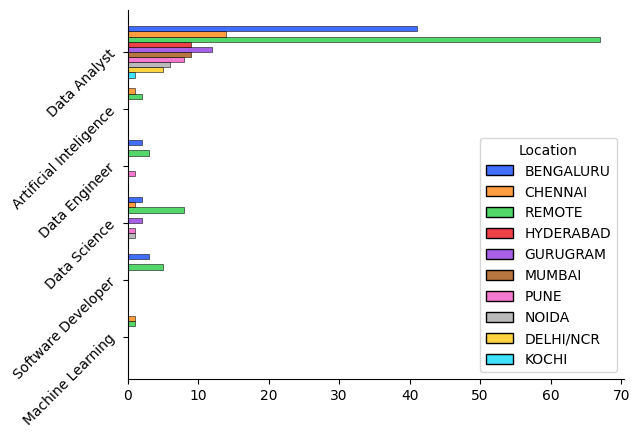 Data Analyst
Artificial Inteligence
Data Engineer
Data Science
Software Developer
Machine Learning
0 10 20 30 40 50 60 70
Location
BENGALURU
CHENNAI
REMOTE
HYDERABAD
GURUGRAM
MUMBAI
PUNE
NOIDA
DELHI/NCR
KOCHI